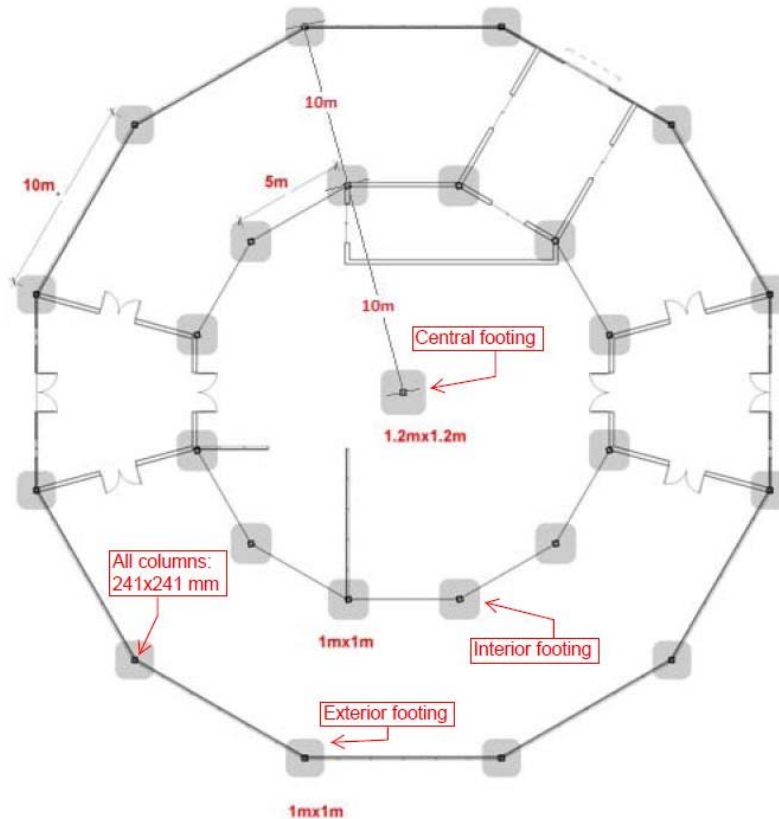 10m
5m
10m.
10m
Central footing
1.2mx1.2m
All columns:
241x241 mm
1mx1m
Interior footing
Exterior footing
1mx1m